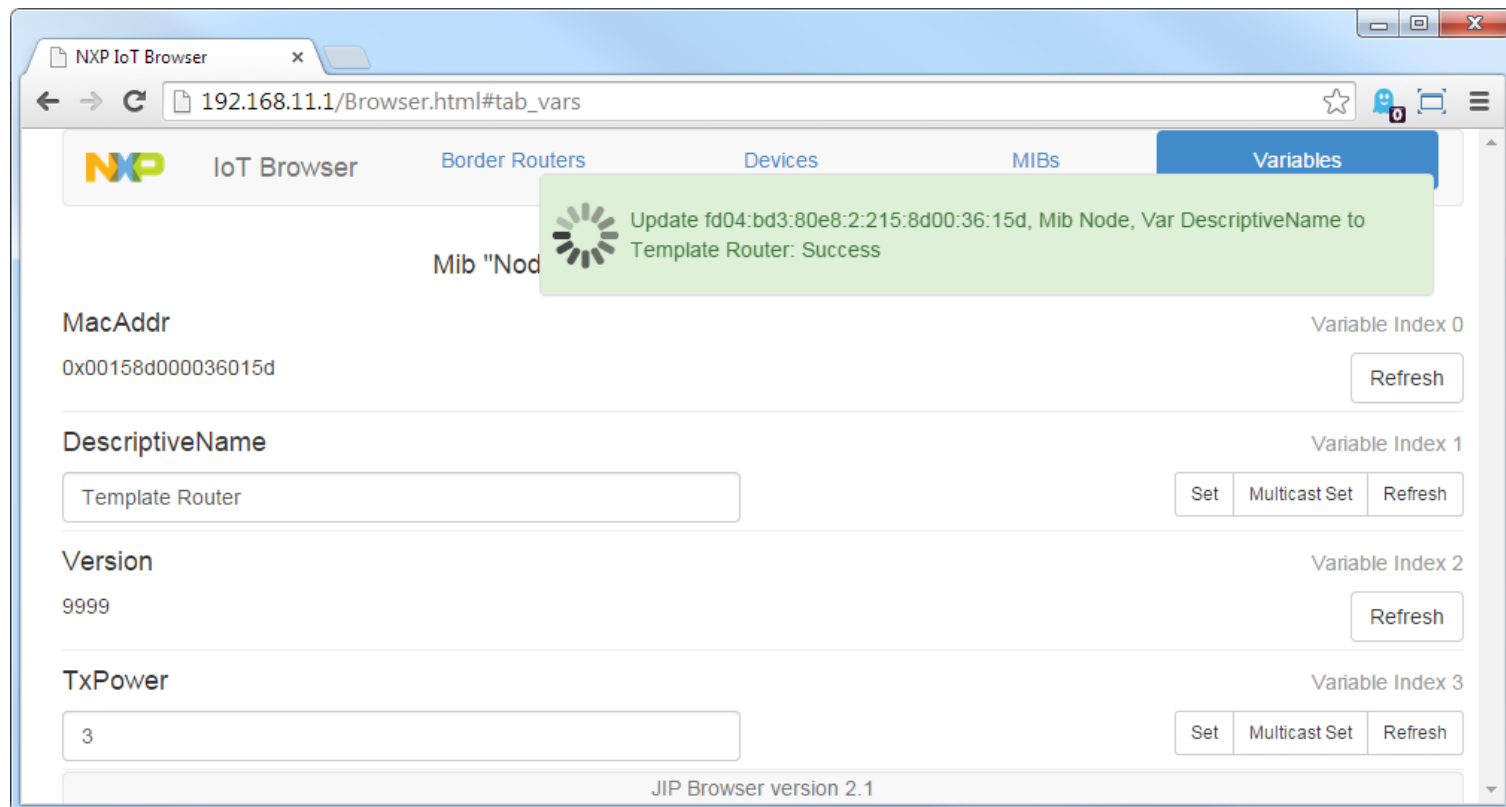 NXP IoT Browser
192.168.11.1/Browser.html#tab_vars
0
NXP IoT Browser Border Routers Devices MIBs Variables
Update fd04:bd3:80e8:2:215:8d00:36:15d, Mib Node, Var DescriptiveName to
Template Router: Success
Mib "Nod
MacAddr Variable Index 0
0x00158d000036015d Refresh
DescriptiveName Variable Index 1
Template Router Set Multicast Set Refresh
Version Variable Index 2
9999 Refresh
TxPower Variable Index 3
3 Set Multicast Set Refresh
JIP Browser version 2.1